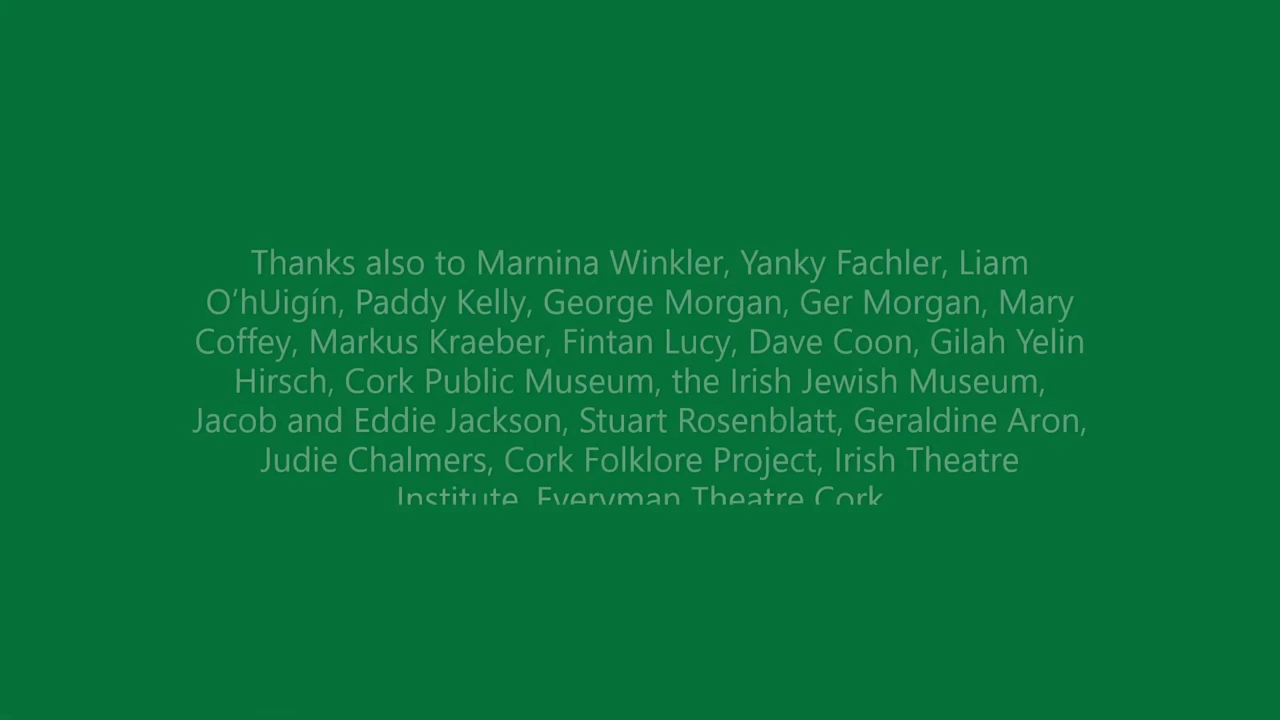 Thanks also to Marnina Winkler, Yanky Fachler, Liam
O’hUigín, Paddy Kelly, George Morgan, Ger Morgan, Mary
Coffey, Markus Kraeber, Fintan Lucy, Dave Coon, Gilah Yelin
Hirsch, Cork Public Museum, the Irish Jewish Museum,
Jacob and Eddie Jackson, Stuart Rosenblatt, Geraldine Aron,
Judie Chalmers, Cork Folklore Project, Irish Theatre
Institute, Everyman Theatre Cork